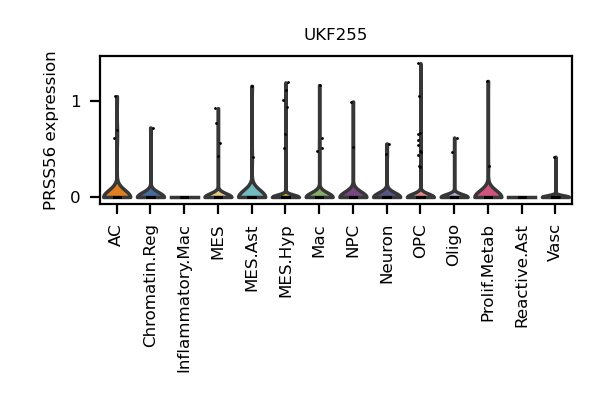 UKF255
PRSS56 expression
1
0
AC
Chromatin.Reg
Inflammatory.Mac
MES
MES.Ast
MES.Hyp
Mac
NPC
Neuron
OPC
Oligo
Prolif.Metab
Reactive.Ast
Vasc